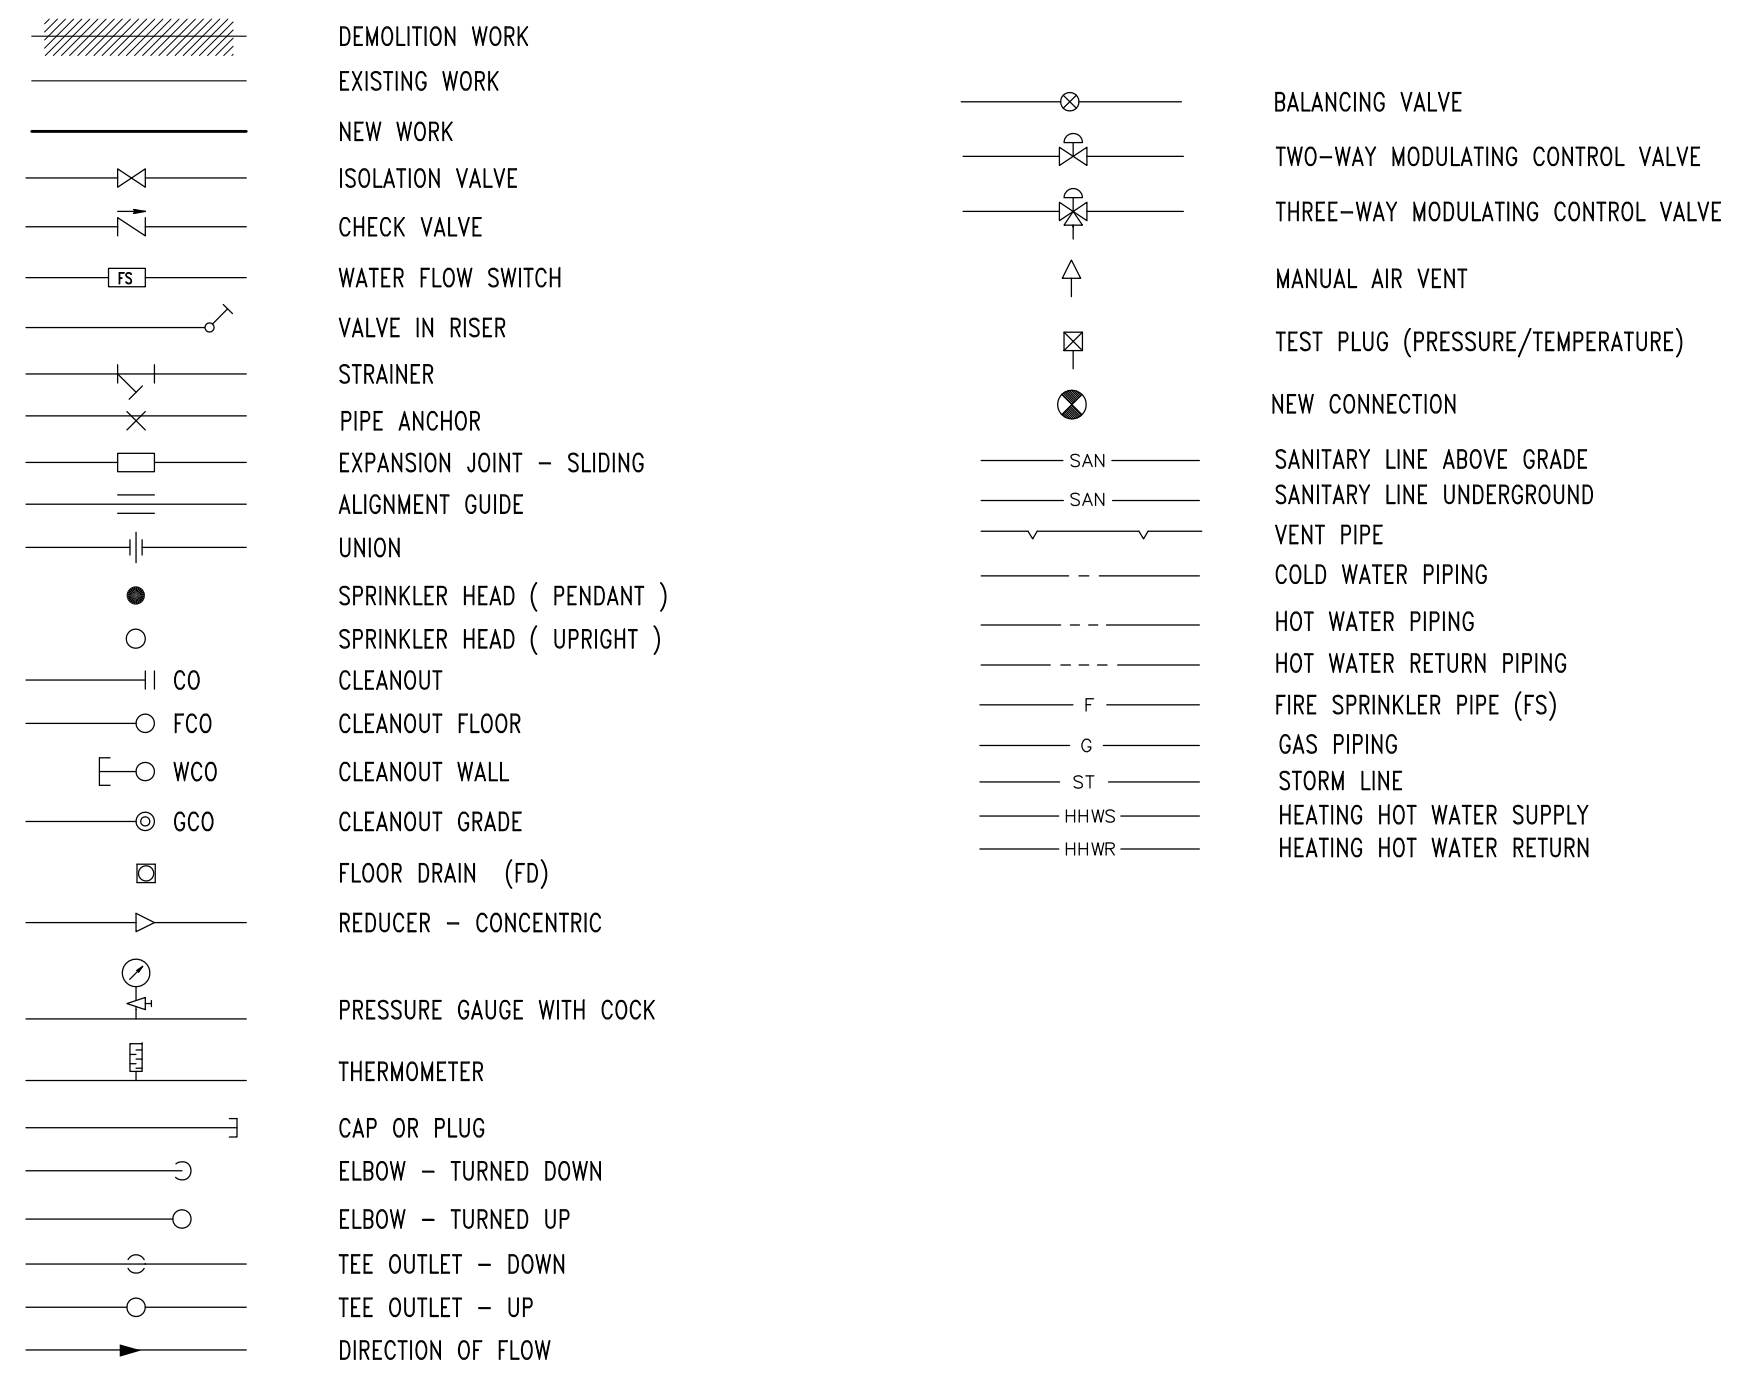 DEMOLITION WORK
EXISTING WORK
NEW WORK
ISOLATION VALVE
CHECK VALVE
FS WATER FLOW SWITCH
VALVE IN RISER
STRAINER
PIPE ANCHOR
EXPANSION JOINT - SLIDING
ALIGNMENT GUIDE
UNION
SPRINKLER HEAD ( PENDANT )
SPRINKLER HEAD ( UPRIGHT )
CO CLEANOUT
FCO CLEANOUT FLOOR
WCO CLEANOUT WALL
GCO CLEANOUT GRADE
FLOOR DRAIN (FD)
REDUCER - CONCENTRIC
PRESSURE GAUGE WITH COCK
THERMOMETER
CAP OR PLUG
ELBOW - TURNED DOWN
ELBOW - TURNED UP
TEE OUTLET - DOWN
TEE OUTLET - UP
DIRECTION OF FLOW
BALANCING VALVE
TWO-WAY MODULATING CONTROL VALVE
THREE-WAY MODULATING CONTROL VALVE
MANUAL AIR VENT
TEST PLUG (PRESSURE/TEMPERATURE)
NEW CONNECTION
SAN SANITARY LINE ABOVE GRADE
SAN SANITARY LINE UNDERGROUND
VENT PIPE
COLD WATER PIPING
HOT WATER PIPING
HOT WATER RETURN PIPING
F FIRE SPRINKLER PIPE (FS)
G GAS PIPING
ST STORM LINE
HHWS HEATING HOT WATER SUPPLY
HHWR HEATING HOT WATER RETURN